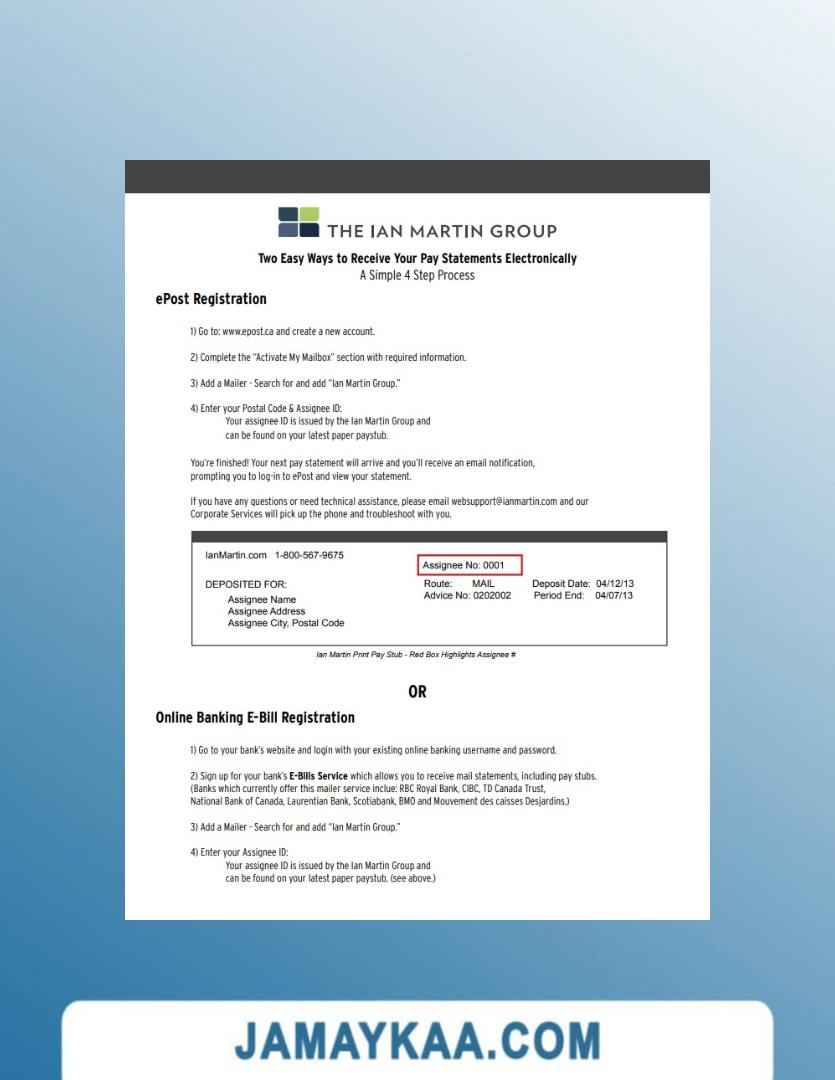 THE IAN MARTIN GROUP
Two Easy Ways to Receive Your Pay Statements Electronically
A Simple 4 Step Process
ePost Registration
1) Go to: www.epost.ca and create a new account.
2) Complete the "Activate My Mailbox" section with required information.
3) Add a Mailer - Search for and add "Ian Martin Group."
4) Enter your Postal Code & Assignee ID:
Your assignee ID is issued by the Ian Martin Group and
can be found on your latest paper paystub.
You're finished! Your next pay statement will arrive and you'll receive an email notification,
prompting you to log-in to ePost and view your statement.
If you have any questions or need technical assistance, please email websupport@ianmartin.com and our
Corporate Services will pick up the phone and troubleshoot with you.
IanMartin.com 1-800-567-9675
Assignee No: 0001
DEPOSITED FOR:
Route: MAIL Deposit Date: 04/12/13
Advice No: 0202002 Period End: 04/07/13
Assignee Name
Assignee Address
Assignee City, Postal Code
Ian Martin Print Pay Stub - Red Box Highlights Assignee #
OR
Online Banking E-Bill Registration
1) Go to your bank's website and login with your existing online banking username and password.
2) Sign up for your bank's E-Bills Service which allows you to receive mail statements, including pay stubs.
(Banks which currently offer this mailer service inclue: RBC Royal Bank, CIBC, TD Canada Trust,
National Bank of Canada, Laurentian Bank, Scotiabank, BMO and Mouvement des caisses Desjardins.)
3) Add a Mailer - Search for and add "Ian Martin Group."
4) Enter your Assignee ID:
Your assignee ID is issued by the Ian Martin Group and
can be found on your latest paper paystub. (see above.)
JAMAYKAA.COM